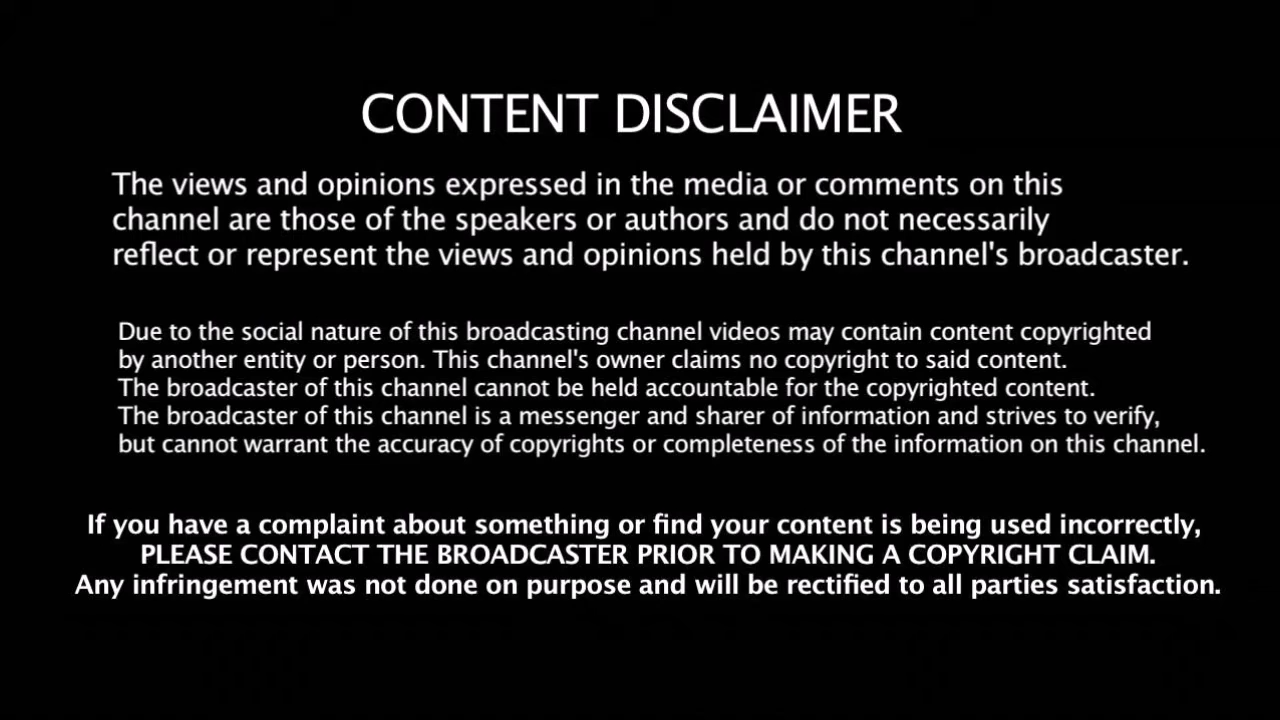 CONTENT DISCLAIMER
The views and opinions expressed in the media or comments on this
channel are those of the speakers or authors and do not necessarily
reflect or represent the views and opinions held by this channel's broadcaster.
Due to the social nature of this broadcasting channel videos may contain content copyrighted
by another entity or person. This channel's owner claims no copyright to said content.
The broadcaster of this channel cannot be held accountable for the copyrighted content.
The broadcaster of this channel is a messenger and sharer of information and strives to verify,
but cannot warrant the accuracy of copyrights or completeness of the information on this channel.
If you have a complaint about something or find your content is being used incorrectly,
PLEASE CONTACT THE BROADCASTER PRIOR TO MAKING A COPYRIGHT CLAIM.
Any infringement was not done on purpose and will be rectified to all parties satisfaction.